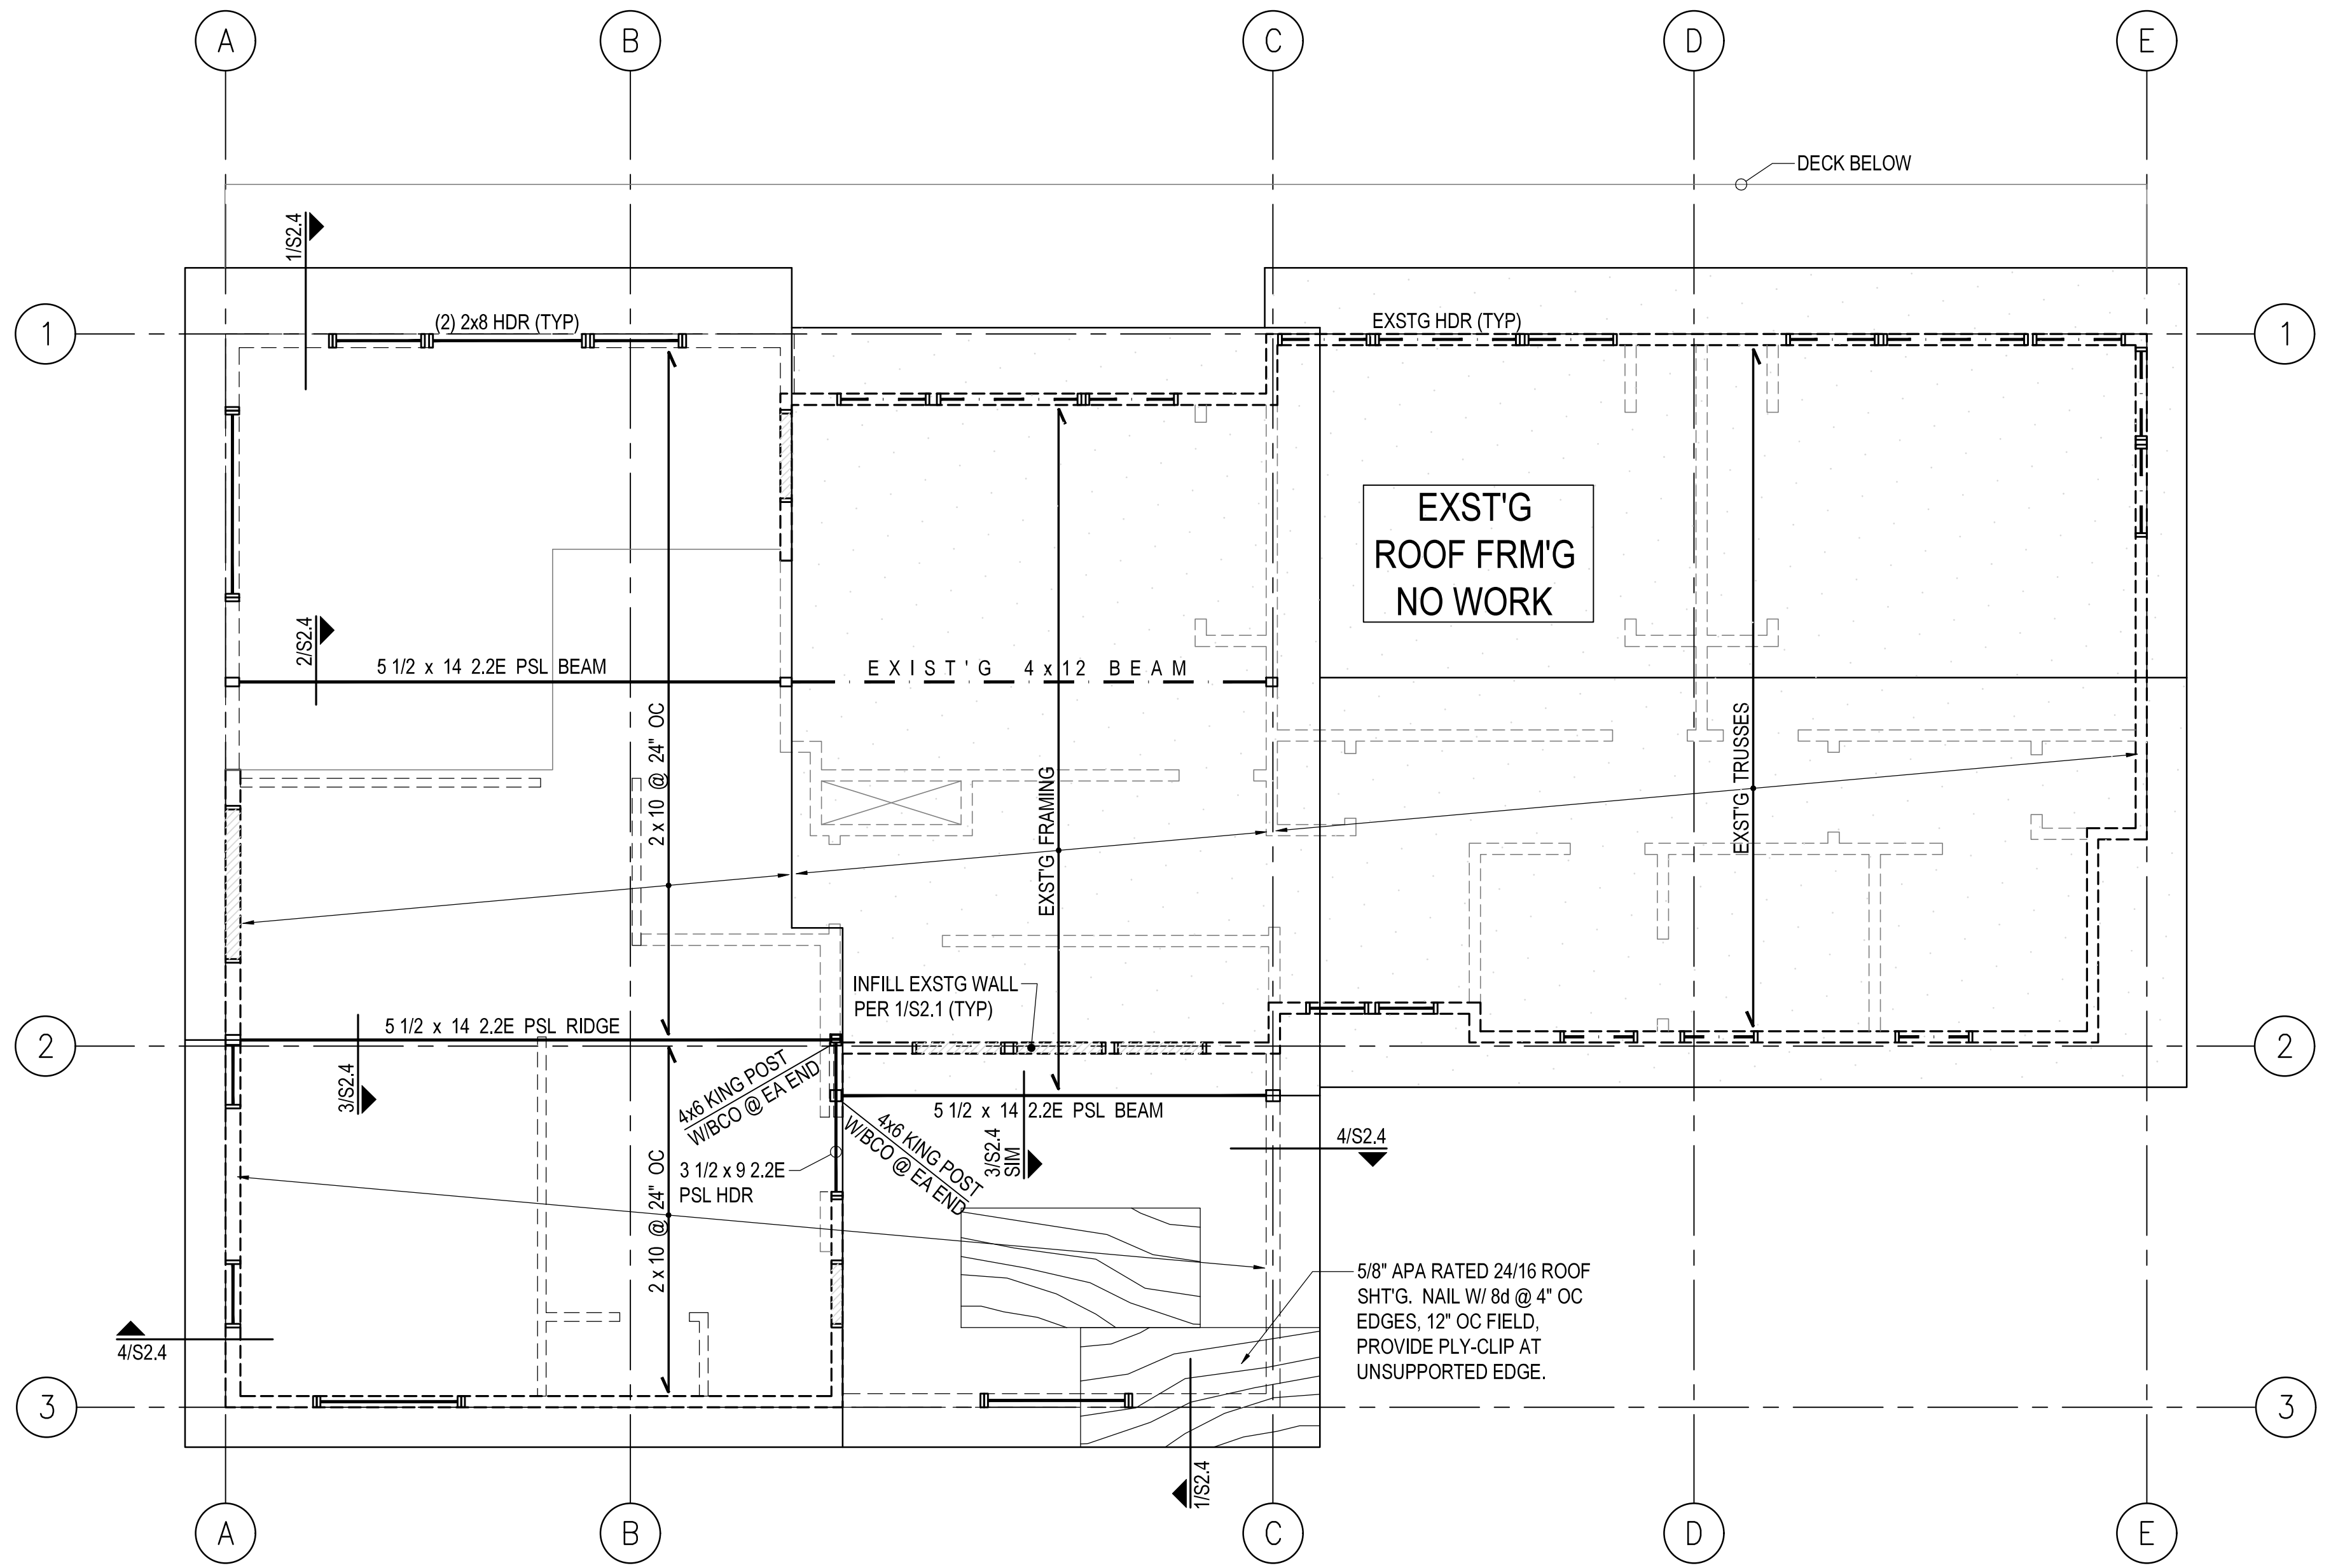 A
B
C
D
E
DECK BELOW
1/S2.4
1
(2) 2x8 HDR (TYP)
EXSTG HDR (TYP)
1
EXST'G
ROOF FRM'G
NO WORK
2/S2.4
5 1/2 x 14 2.2E PSL BEAM
EXIST'G 4x12 BEAM
2 x 10 @ 24" OC
EXST'G FRAMING
EXST'G TRUSSES
INFILL EXSTG WALL
PER 1/S2.1 (TYP)
2
5 1/2 x 14 2.2E PSL RIDGE
2
3/S2.4
4x6 KING POST
W/BCO @ EA END
5 1/2 x 14 2.2E PSL BEAM
4x6 KING POST
W/BCO @ EA END
3/S2.4
SIM
4/S2.4
3 1/2 x 9 2.2E
PSL HDR
2 x 10 @ 24" OC
5/8" APA RATED 24/16 ROOF
SHT'G. NAIL W/ 8d @ 4" OC
EDGES, 12" OC FIELD,
PROVIDE PLY-CLIP AT
UNSUPPORTED EDGE.
4/S2.4
3
3
1/S2.4
A
B
C
D
E